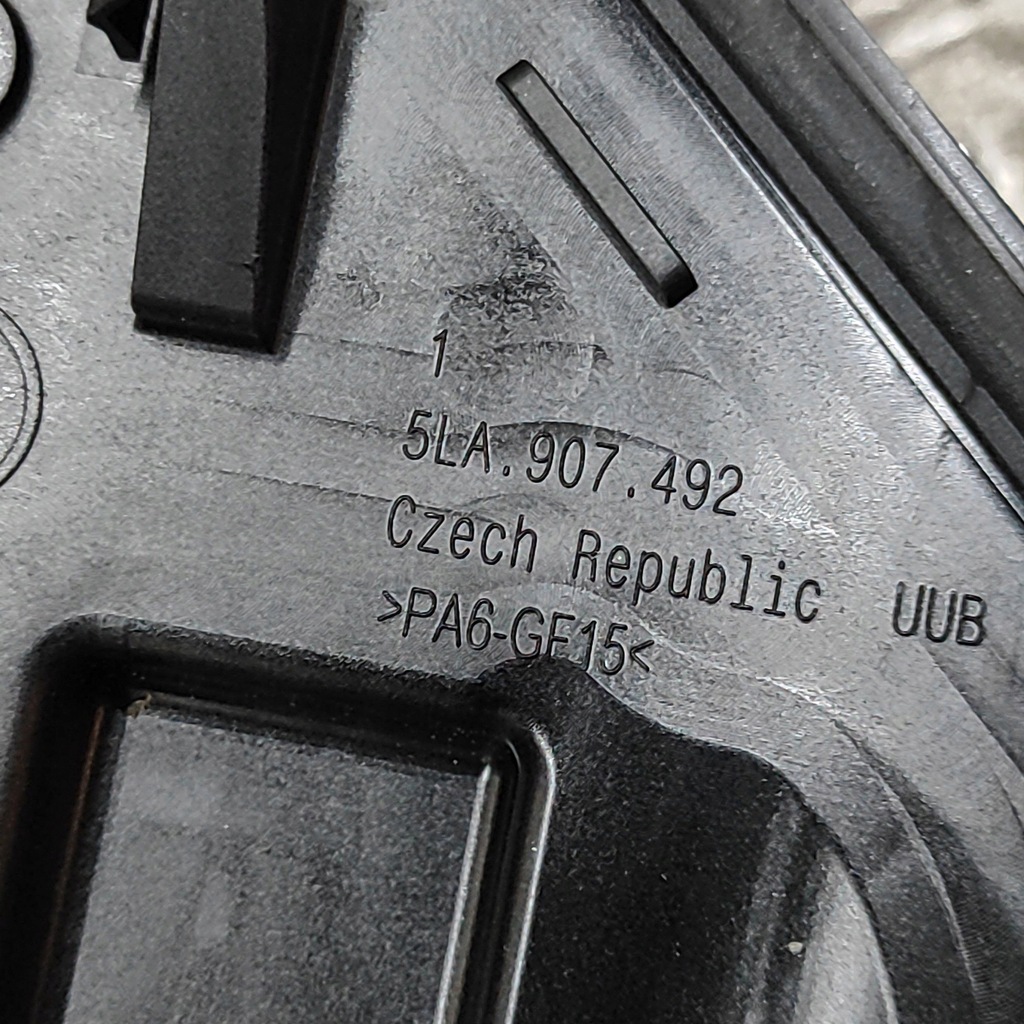 1
5LA.907.492
Czech Republic UUB
>PA6-GF15<